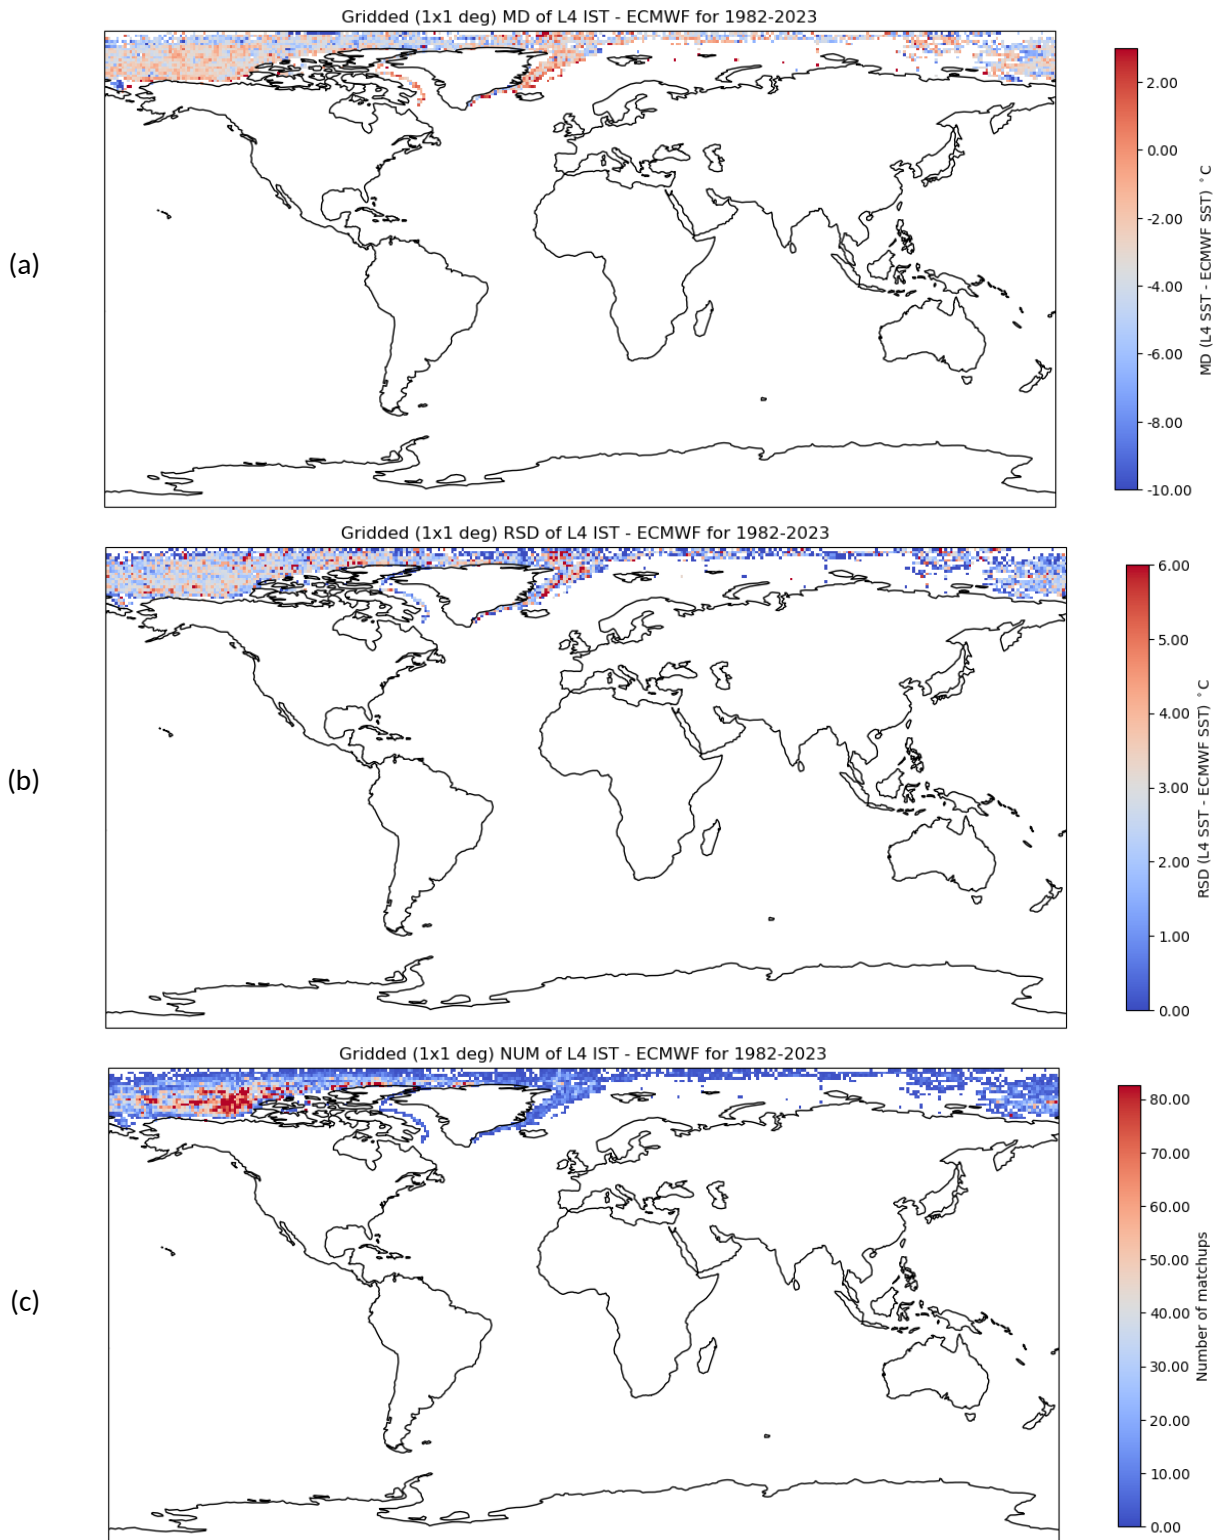 Gridded (1x1 deg) MD of L4 IST - ECMWF for 1982-2023
(a)
2.00
0.00
-2.00
-4.00
-6.00
-8.00
-10.00
MD (L4 SST - ECMWF SST) °C
Gridded (1x1 deg) RSD of L4 IST - ECMWF for 1982-2023
(b)
6.00
5.00
4.00
3.00
2.00
1.00
0.00
RSD (L4 SST - ECMWF SST) °C
Gridded (1x1 deg) NUM of L4 IST - ECMWF for 1982-2023
(c)
80.00
70.00
60.00
50.00
40.00
30.00
20.00
10.00
0.00
Number of matchups